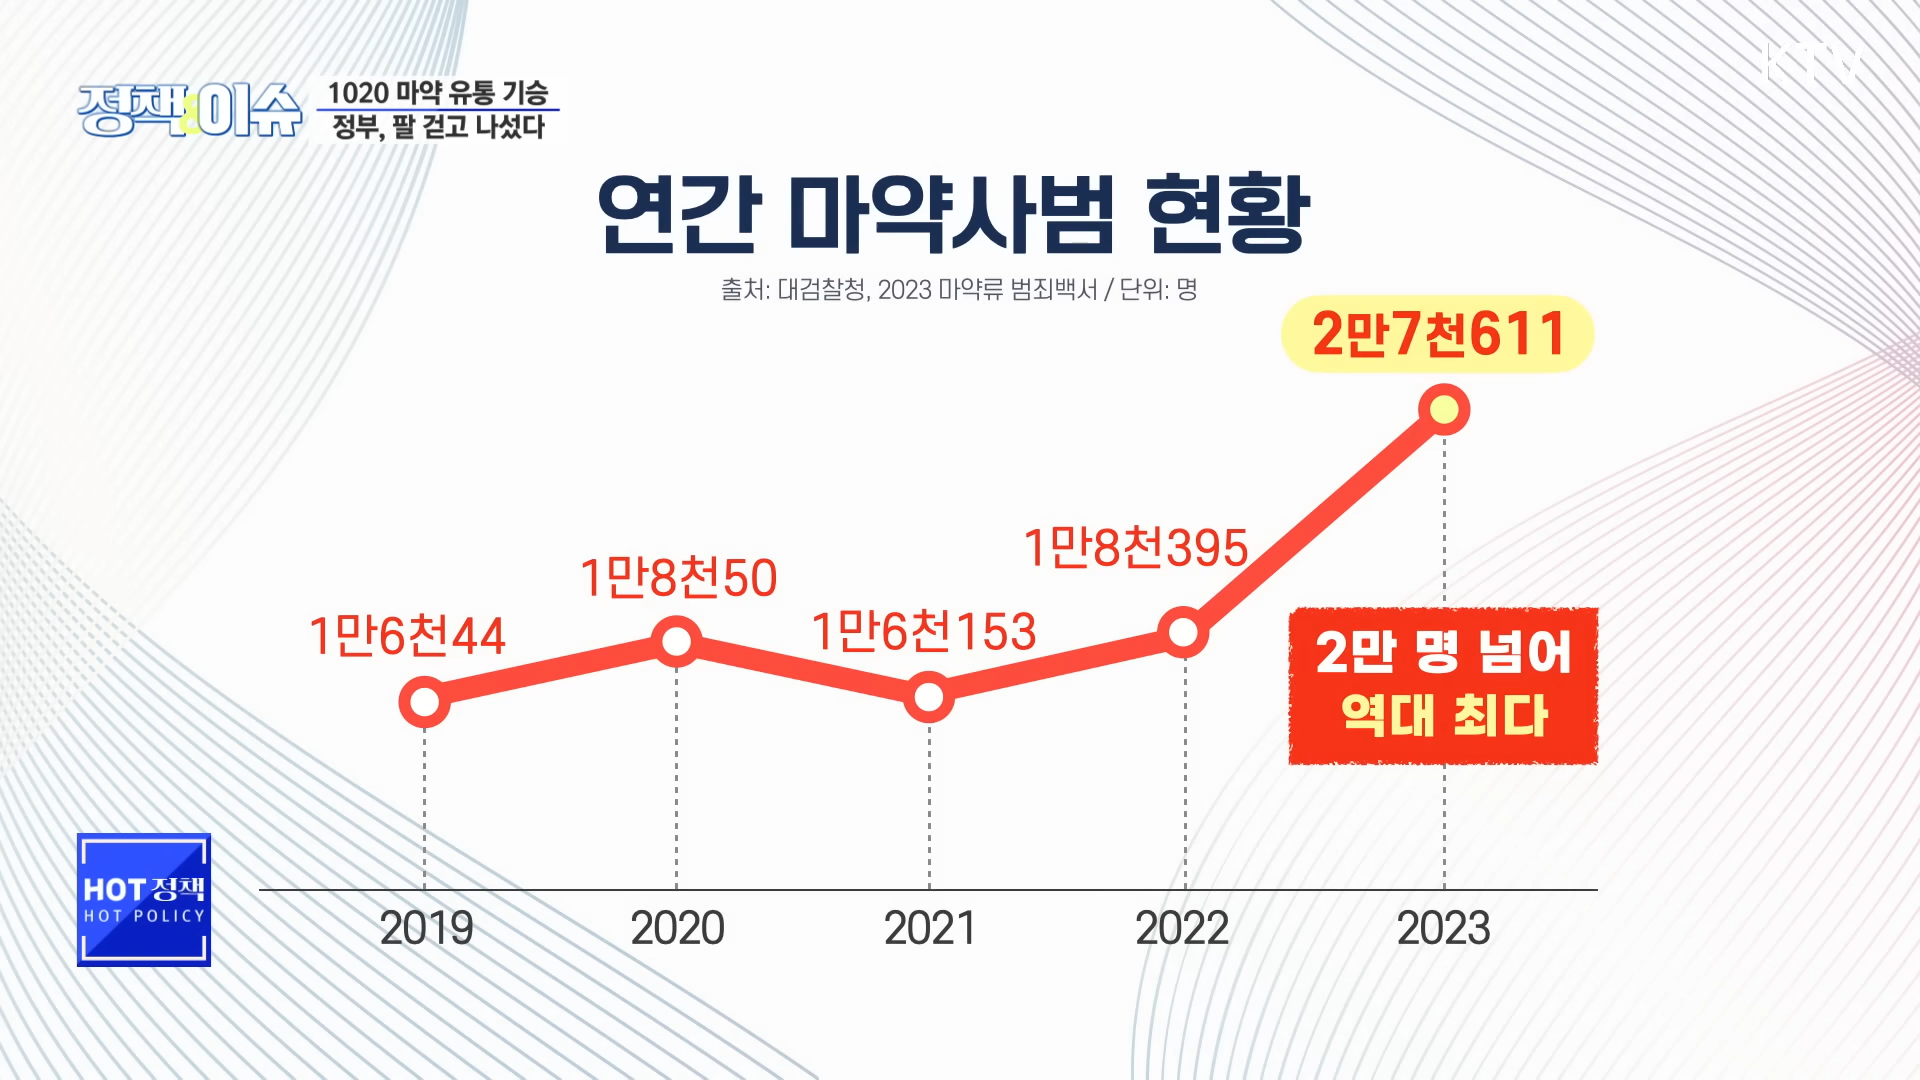 KTV
정책&이슈
1020 마약 유통 기승
정부, 팔 걷고 나섰다
연간 마약사범 현황
출처: 대검찰청, 2023 마약류 범죄백서 / 단위: 명
2만7천611
1만8천395
1만8천50
1만6천153
1만6천44
2만 명 넘어
역대 최다
HOT 정책
HOT POLICY
2019
2020
2021
2022
2023